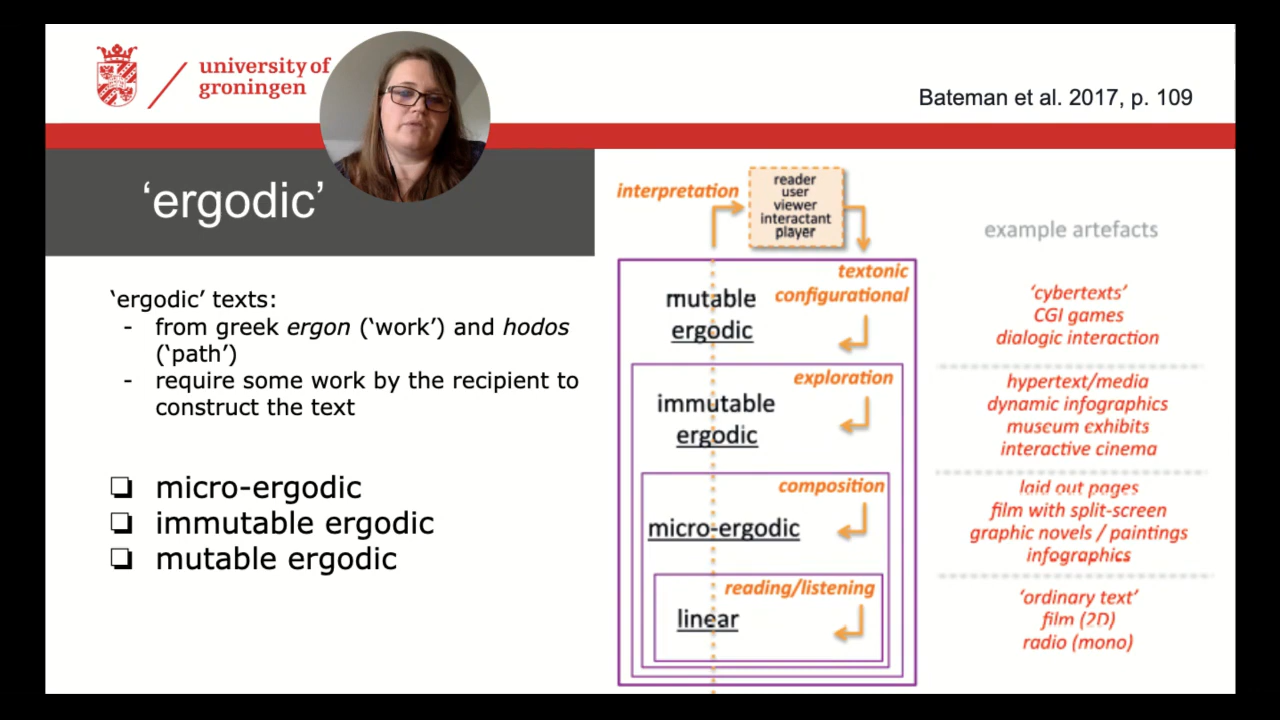 university of
groningen
Bateman et al. 2017, p. 109
‘ergodic’
‘ergodic’ texts:
- from greek ergon (‘work’) and hodos
(‘path’)
- require some work by the recipient to
construct the text
❏ micro-ergodic
❏ immutable ergodic
❏ mutable ergodic
interpretation
reader
user
viewer
interactant
player
textonic
configurational
mutable
ergodic
exploration
immutable
ergodic
composition
micro-ergodic
reading/listening
linear
example artefacts
‘cybertexts’
CGI games
dialogic interaction
hypertext/media
dynamic infographics
museum exhibits
interactive cinema
laid out pages
film with split-screen
graphic novels / paintings
infographics
‘ordinary text’
film (2D)
radio (mono)